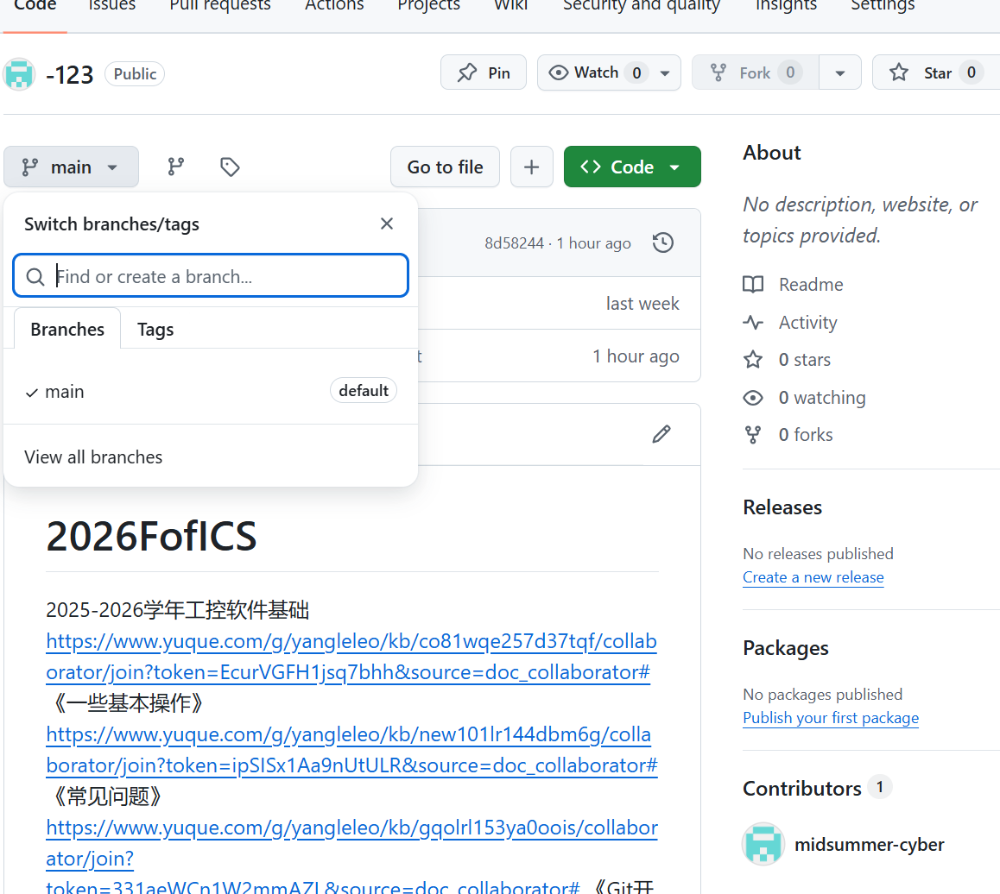 Code Issues Pull requests Actions Projects Wiki Security and quality Insights Settings
-123 Public Pin Watch 0 Fork 0 Star 0
main Go to file + Code
Switch branches/tags
Find or create a branch...
Branches Tags
main default
View all branches
8d58244 · 1 hour ago
last week
t 1 hour ago
2026FofICS
2025-2026学年工控软件基础
https://www.yuque.com/g/yangleleo/kb/co81wqe257d37tqf/collab
orator/join?token=EcurVGFH1jsq7bhh&source=doc_collaborator#
《一些基本操作》
https://www.yuque.com/g/yangleleo/kb/new101lr144dbm6g/colla
borator/join?token=ipSISx1Aa9nUtULR&source=doc_collaborator#
《常见问题》
https://www.yuque.com/g/yangleleo/kb/gqolrl153ya0oois/collabor
ator/join?
token=331aeWCn1W2mmAZL&source=doc_collaborator# 《Git开
About
No description, website, or
topics provided.
Readme
Activity
0 stars
0 watching
0 forks
Releases
No releases published
Create a new release
Packages
No packages published
Publish your first package
Contributors 1
midsummer-cyber